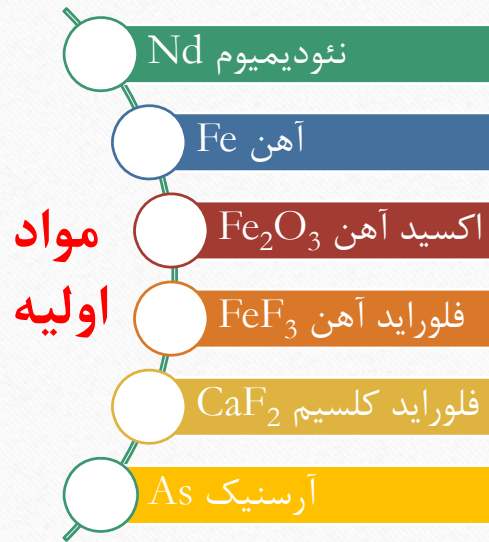 نئودیمیوم Nd
آهن Fe
اکسید آهن Fe₂O₃
مواد
اولیه
فلوراید آهن FeF₃
فلوراید کلسیم CaF₂
آرسنیک As